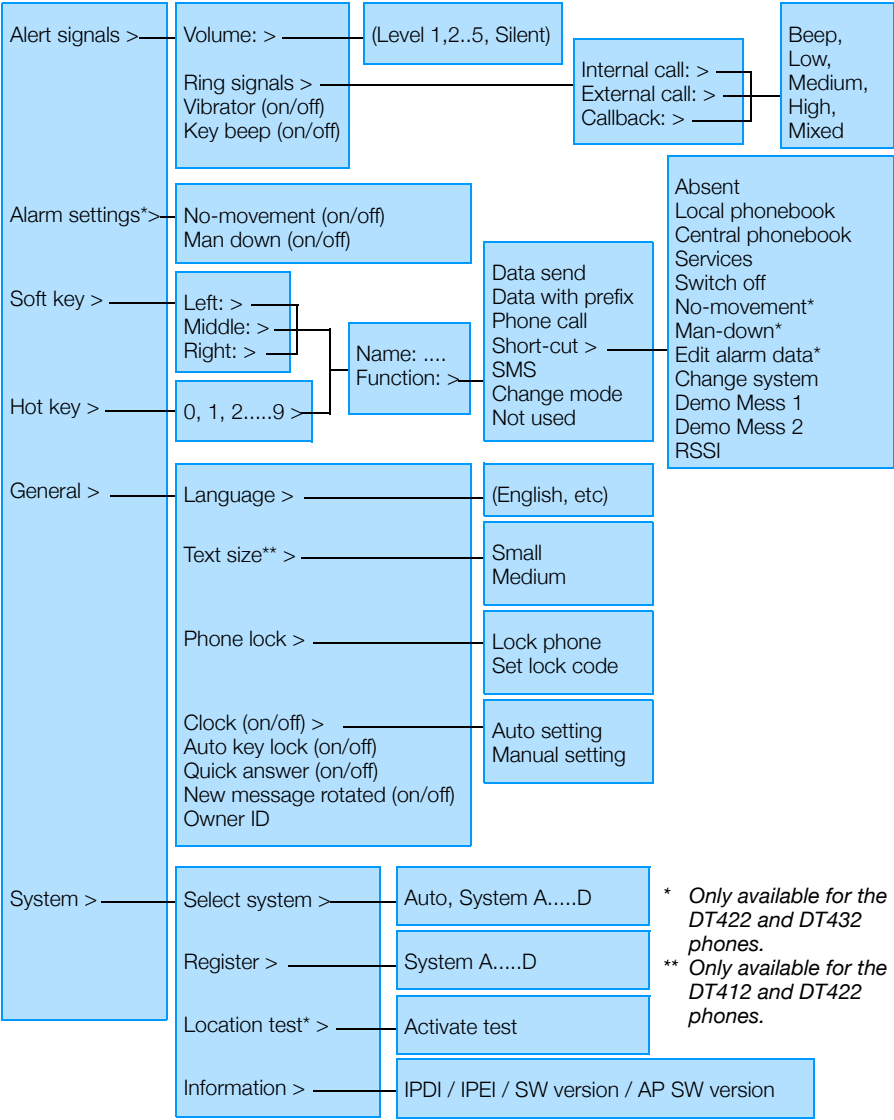 Alert signals >
Volume: >
(Level 1,2..5, Silent)
Ring signals >
Vibrator (on/off)
Key beep (on/off)
Internal call: >
External call: >
Callback: >
Beep,
Low,
Medium,
High,
Mixed
Alarm settings*>
No-movement (on/off)
Man down (on/off)
Soft key >
Left: >
Middle: >
Right: >
Hot key >
0, 1, 2.....9 >
Name: ....
Function: >
Data send
Data with prefix
Phone call
Short-cut >
SMS
Change mode
Not used
Absent
Local phonebook
Central phonebook
Services
Switch off
No-movement*
Man-down*
Edit alarm data*
Change system
Demo Mess 1
Demo Mess 2
RSSI
General >
Language >
(English, etc)
Text size** >
Small
Medium
Phone lock >
Lock phone
Set lock code
Clock (on/off) >
Auto key lock (on/off)
Quick answer (on/off)
New message rotated (on/off)
Owner ID
Auto setting
Manual setting
System >
Select system >
Auto, System A.....D
Register >
System A.....D
Location test* >
Activate test
Information >
IPDI / IPEI / SW version / AP SW version
* Only available for the
DT422 and DT432
phones.
** Only available for the
DT412 and DT422
phones.